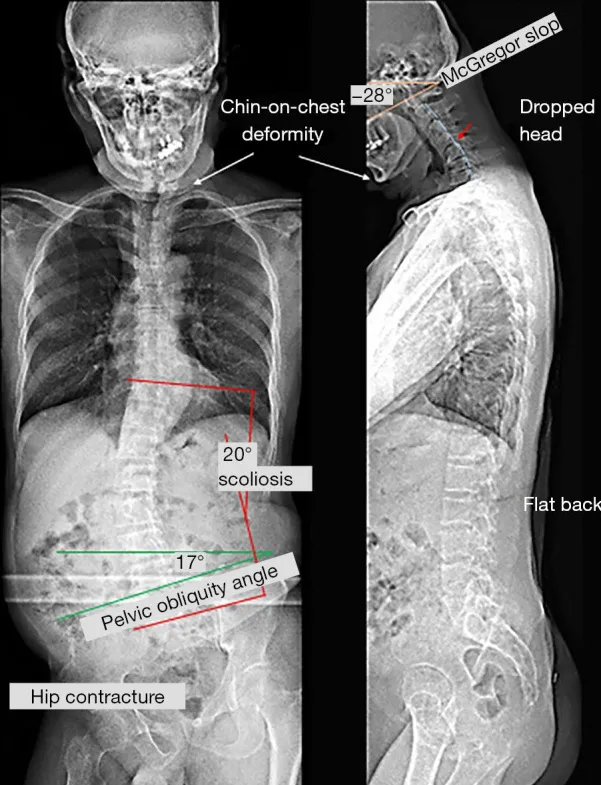 McGregor slop
−28°
Chin-on-chest
deformity
Dropped
head
20°
scoliosis
Flat back
17°
Pelvic obliquity angle
Hip contracture